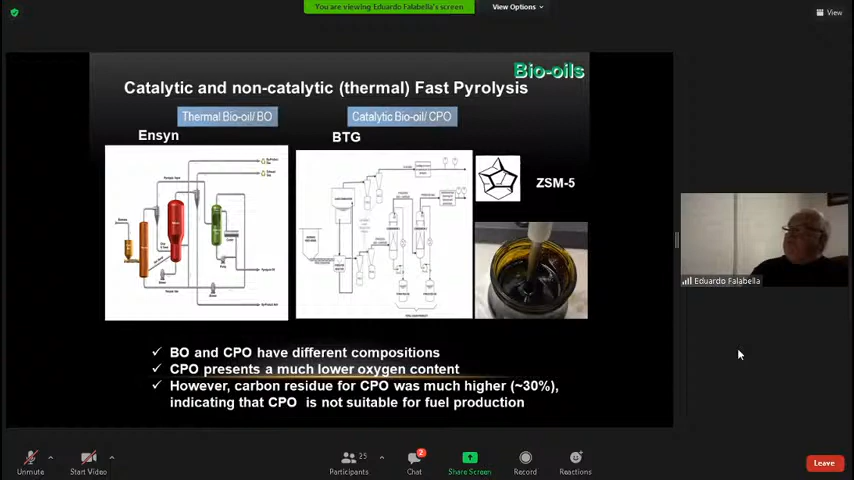 You are viewing Eduardo Falabella's screen
View Options
View
Bio-oils
Catalytic and non-catalytic (thermal) Fast Pyrolysis
Thermal Bio-oil/ BO
Catalytic Bio-oil/ CPO
Ensyn
BTG
ZSM-5
Eduardo Falabella
✓ BO and CPO have different compositions
✓ CPO presents a much lower oxygen content
✓ However, carbon residue for CPO was much higher (~30%),
indicating that CPO is not suitable for fuel production
25
2
Unmute
Start Video
Participants
Chat
Share Screen
Record
Reactions
Leave